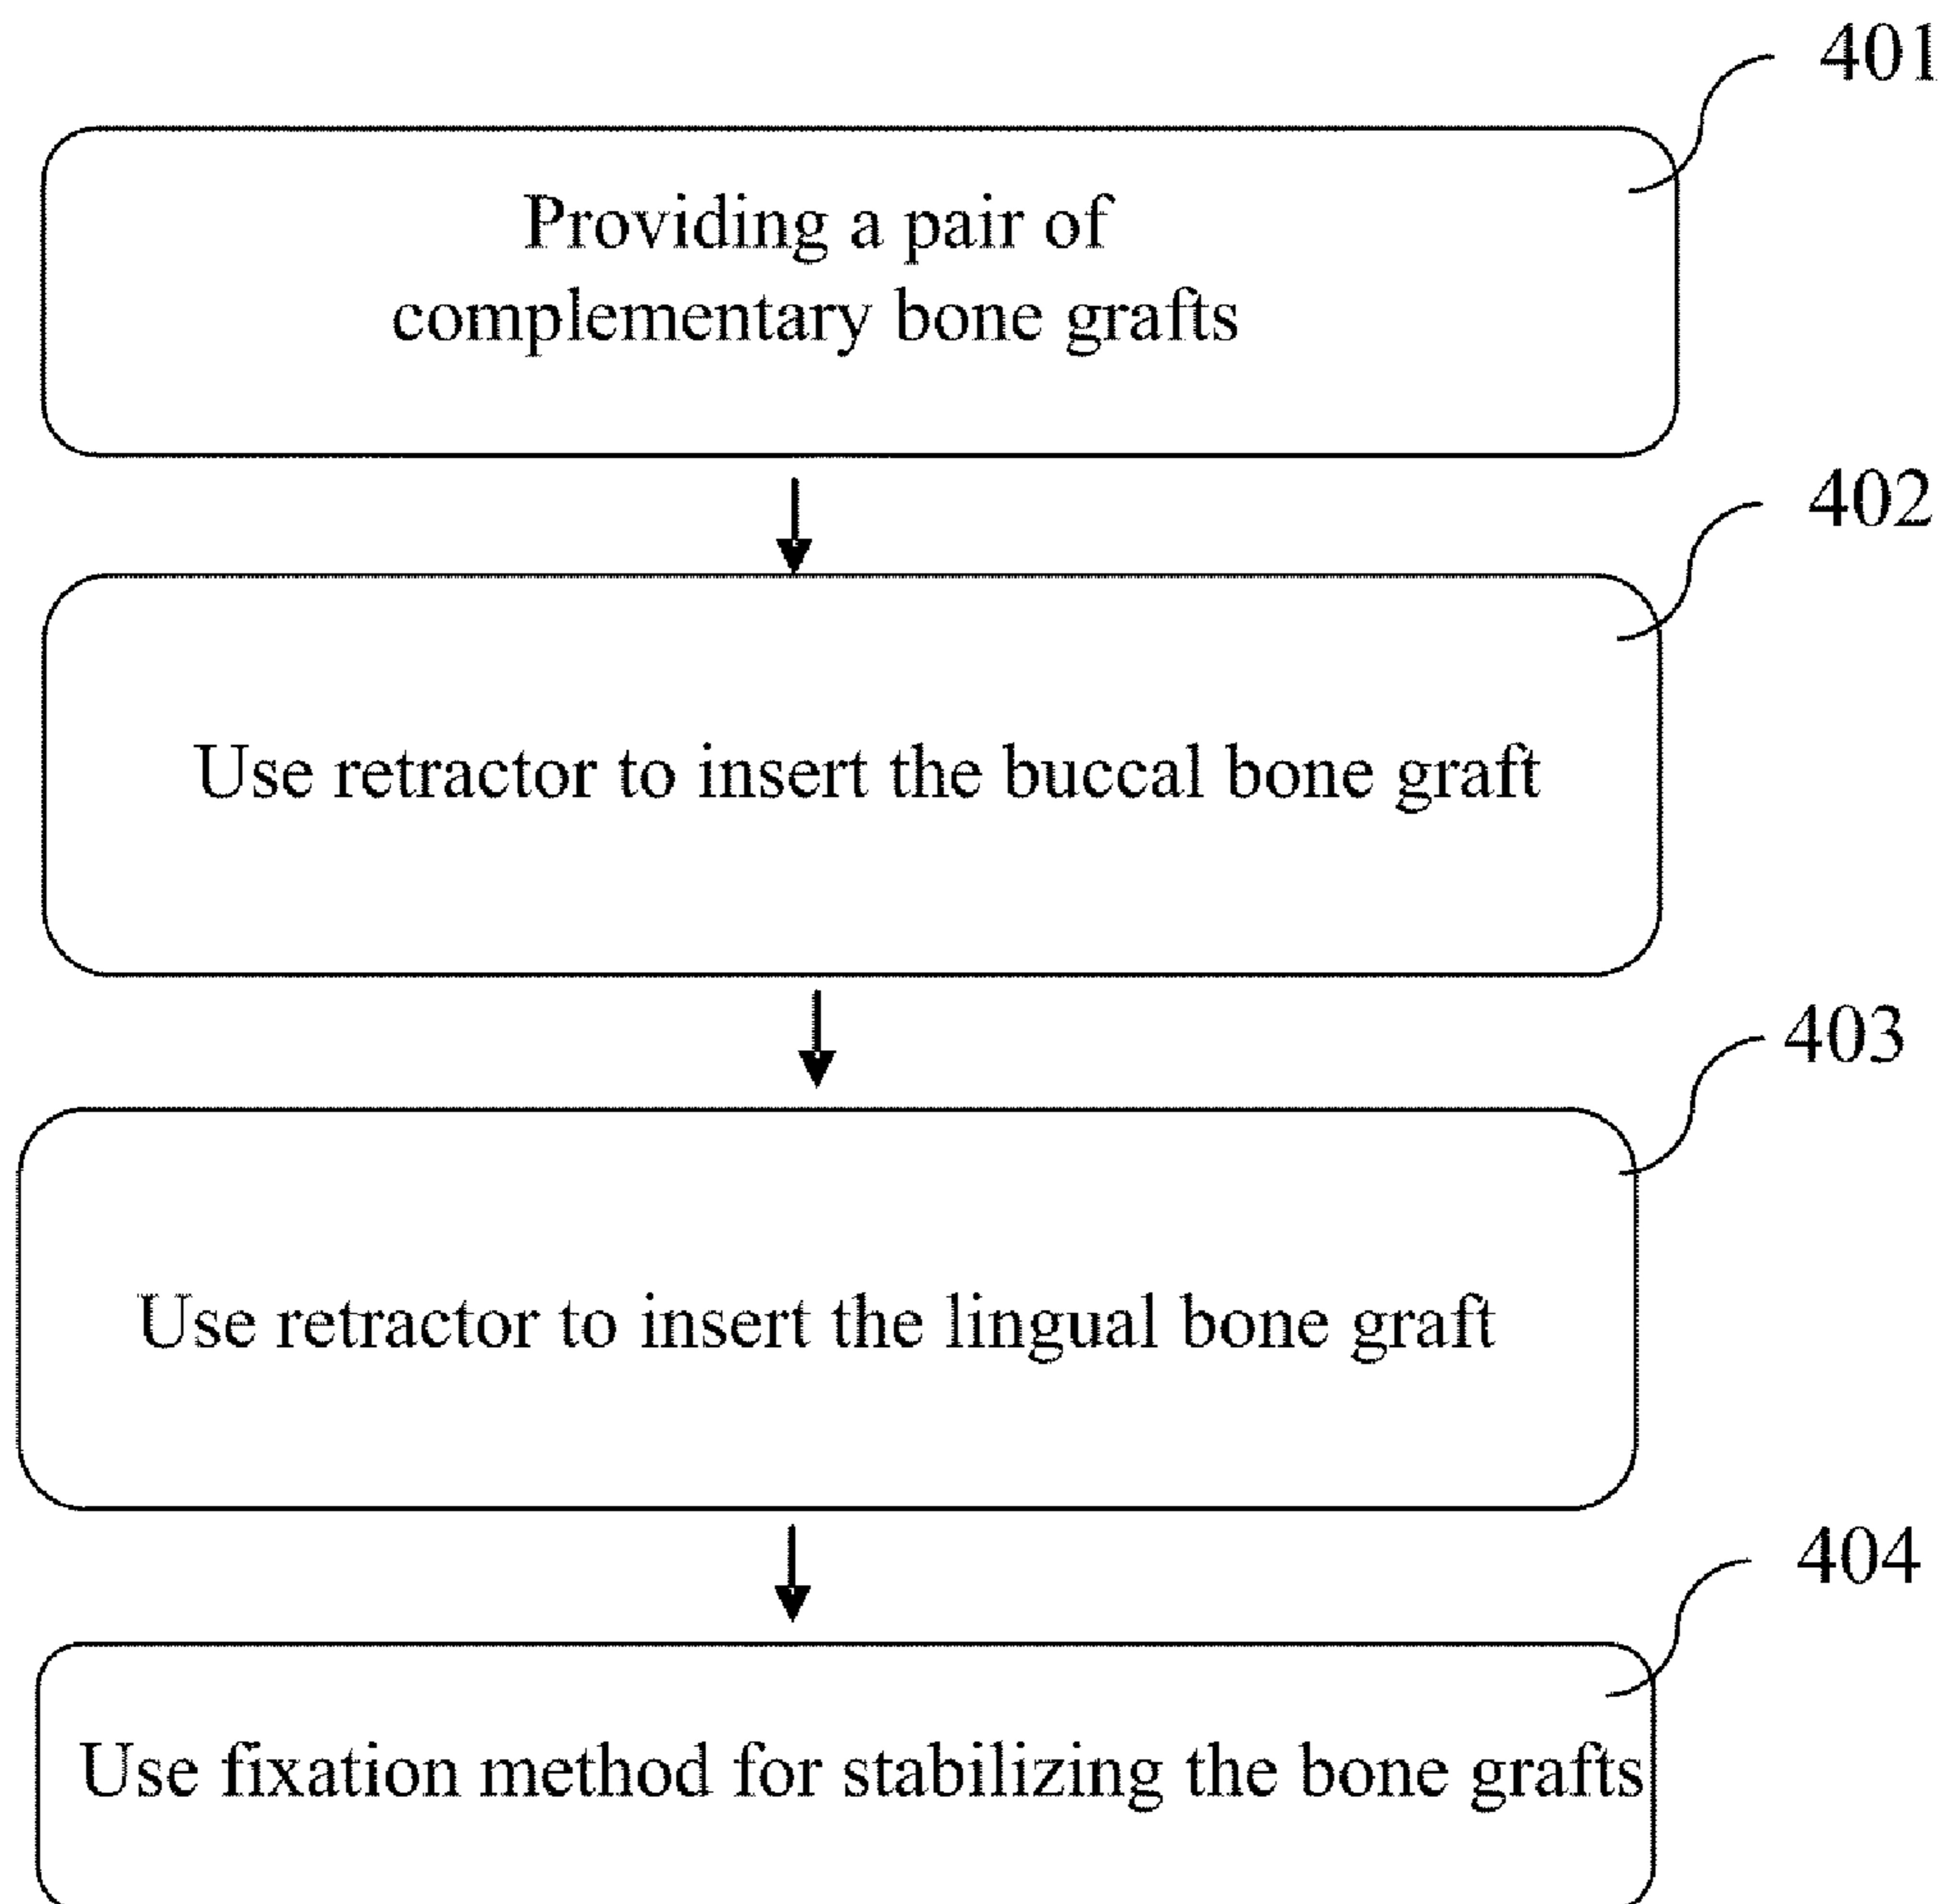 401
Providing a pair of
complementary bone grafts
402
Use retractor to insert the buccal bone graft
403
Use retractor to insert the lingual bone graft
404
Use fixation method for stabilizing the bone grafts